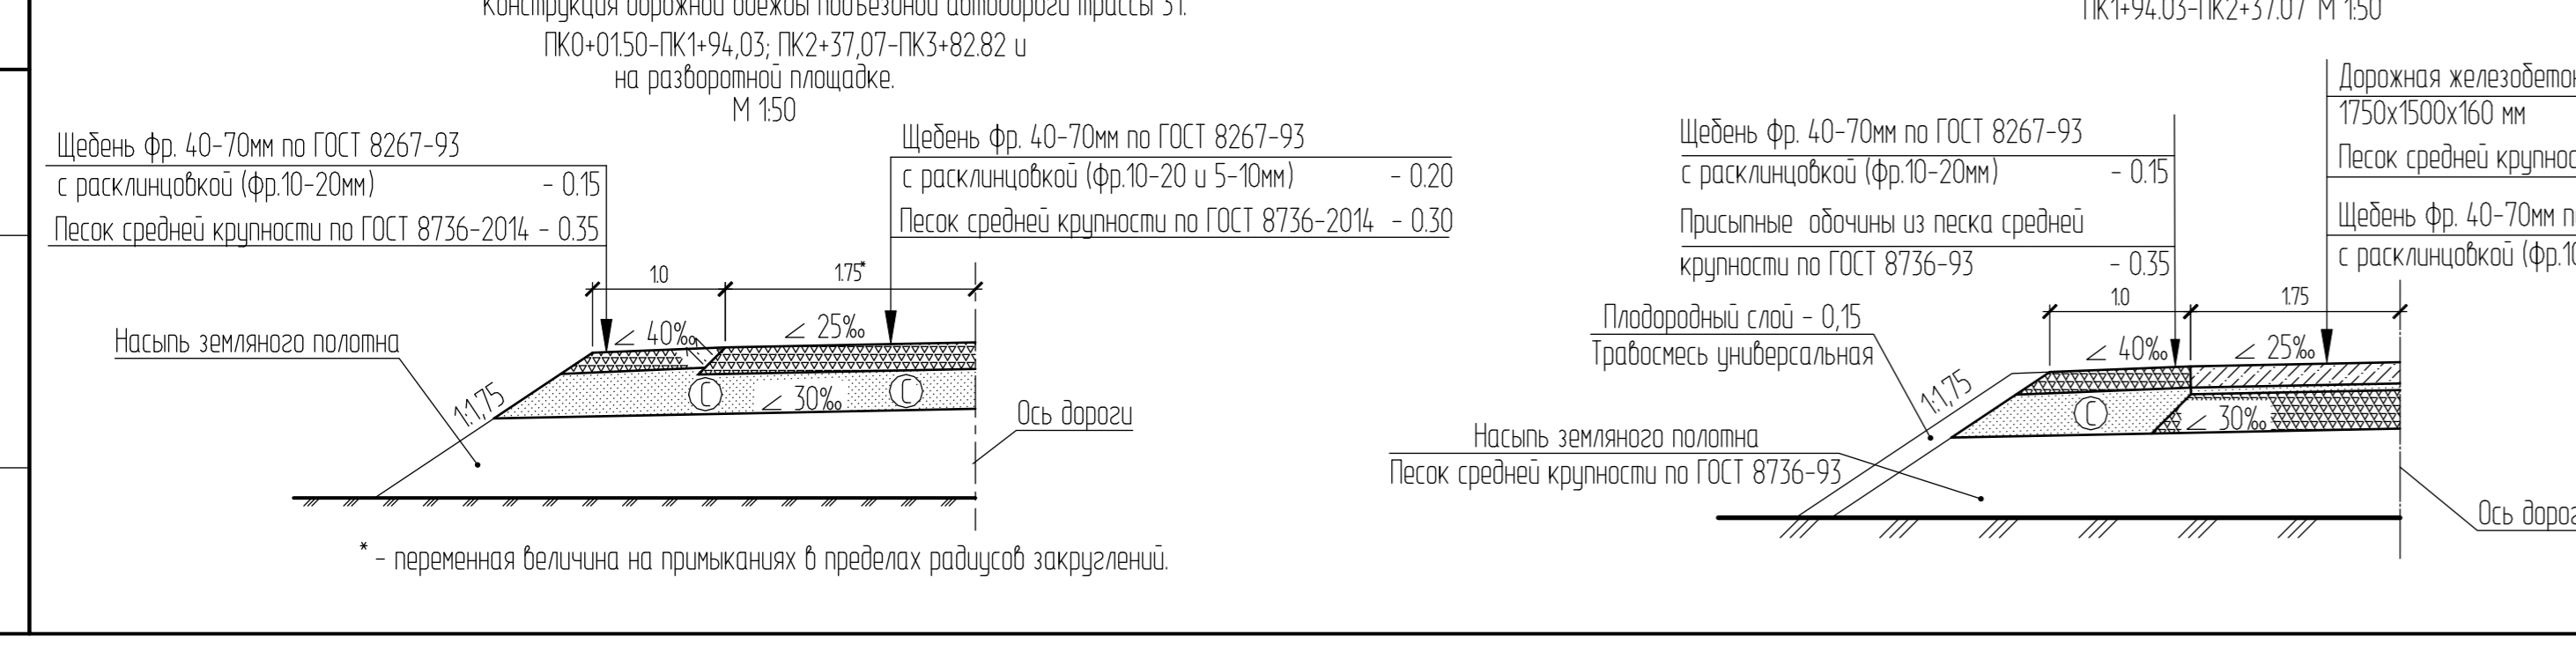 Конструкция дорожной одежды подъездной автодороги трассы 31.
ПК0+01.50-ПК1+94,03; ПК2+37,07-ПК3+82.82 и
на разворотной площадке.
М 1:50
Щебень фр. 40-70мм по ГОСТ 8267-93
с расклинцовкой (фр.10-20мм) - 0.15
Песок средней крупности по ГОСТ 8736-2014 - 0.35
Щебень фр. 40-70мм по ГОСТ 8267-93
с расклинцовкой (фр.10-20 и 5-10мм) - 0.20
Песок средней крупности по ГОСТ 8736-2014 - 0.30
1.0
1.75*
∠ 40‰
1:1
∠ 25‰
Насыпь земляного полотна
С
∠ 30‰
С
1:1,75
Ось дороги
* - переменная величина на примыканиях в пределах радиусов закруглений.
ПК1+94.03-ПК2+37.07 М 1:50
Щебень фр. 40-70мм по ГОСТ 8267-93
с расклинцовкой (фр.10-20мм) - 0.15
Присыпные обочины из песка средней
крупности по ГОСТ 8736-93 - 0.35
Дорожная железобетон
1750х1500х160 мм
Песок средней крупнос
Щебень фр. 40-70мм п
с расклинцовкой (фр.10
1.0
1.75
Плодородный слой - 0,15
Травосмесь универсальная
∠ 40‰
∠ 25‰
1:1,75
С
∠ 30‰
Насыпь земляного полотна
Песок средней крупности по ГОСТ 8736-93
Ось дорог